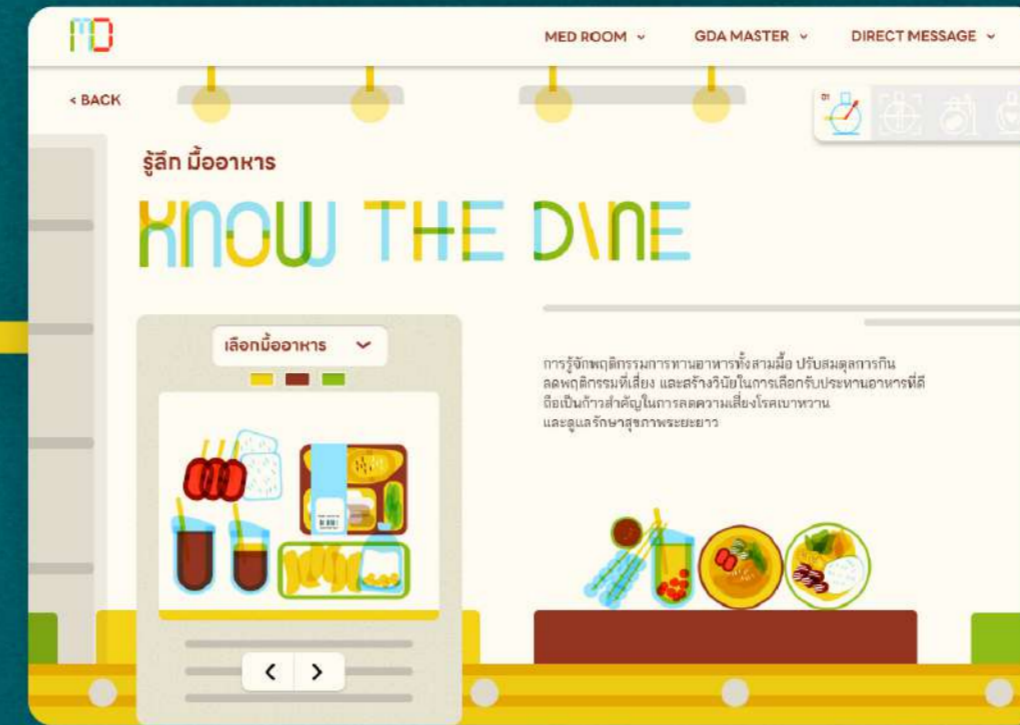 MD
MED ROOM
GDA MASTER
DIRECT MESSAGE
< BACK
01
รู้ลึก มื้ออาหาร
KNOW THE DINE
เลือกมื้ออาหาร
การรู้จักพฤติกรรมการทานอาหารทั้งสามมื้อ ปรับสมดุลการกิน
ลดพฤติกรรมที่เสี่ยง และสร้างวินัยในการเลือกรับประทานอาหารที่ดี
ถือเป็นก้าวสำคัญในการลดความเสี่ยงโรคเบาหวาน
และดูแลรักษาสุขภาพระยะยาว